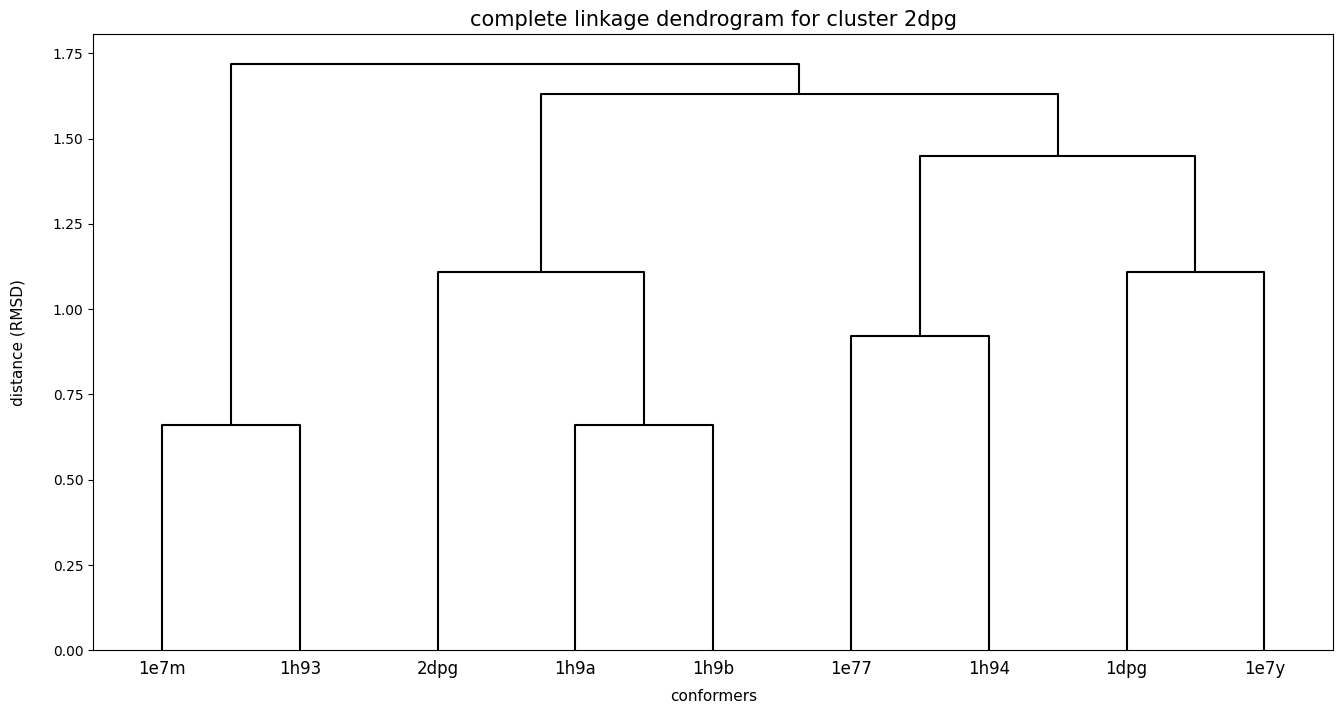 complete linkage dendrogram for cluster 2dpg
1.75
1.50
1.25
1.00
0.75
0.50
0.25
0.00
distance (RMSD)
1e7m 1h93 2dpg 1h9a 1h9b 1e77 1h94 1dpg 1e7y
conformers